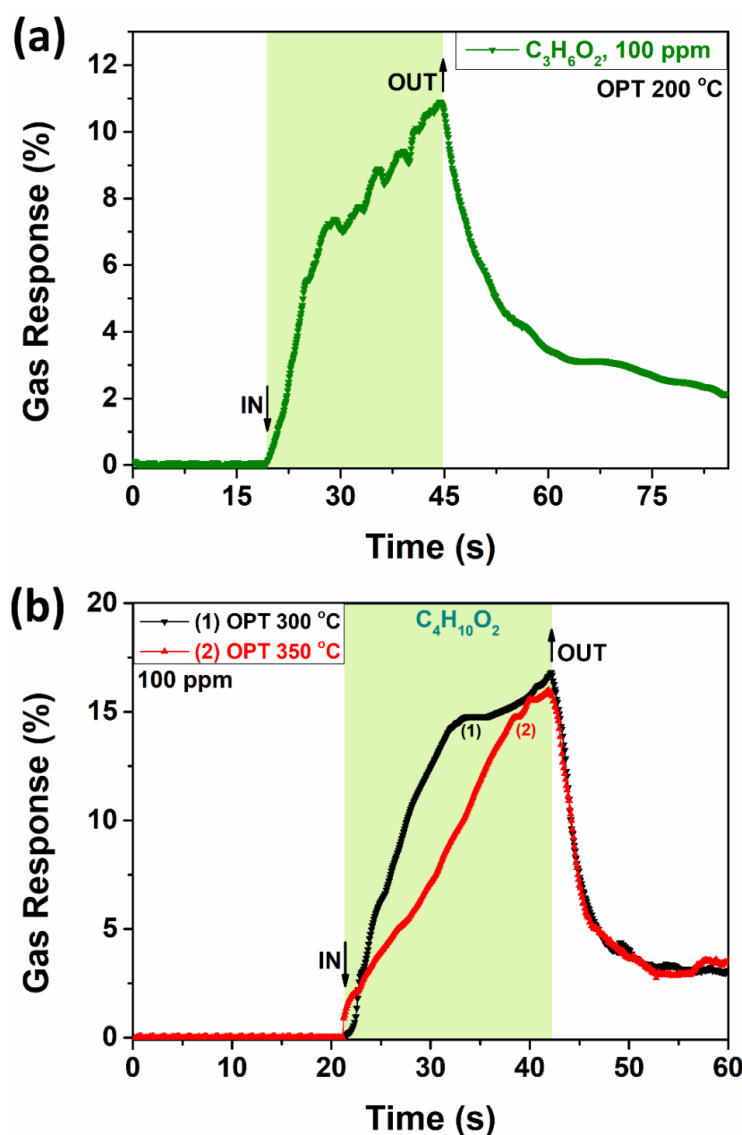 (a)
C₃H₆O₂, 100 ppm
OUT
OPT 200 °C
IN
Gas Response (%)
0
2
4
6
8
10
12
0
15
30
45
60
75
Time (s)
(b)
(1) OPT 300 °C
(2) OPT 350 °C
100 ppm
C₄H₁₀O₂
OUT
(1)
(2)
IN
Gas Response (%)
0
5
10
15
20
0
10
20
30
40
50
60
Time (s)